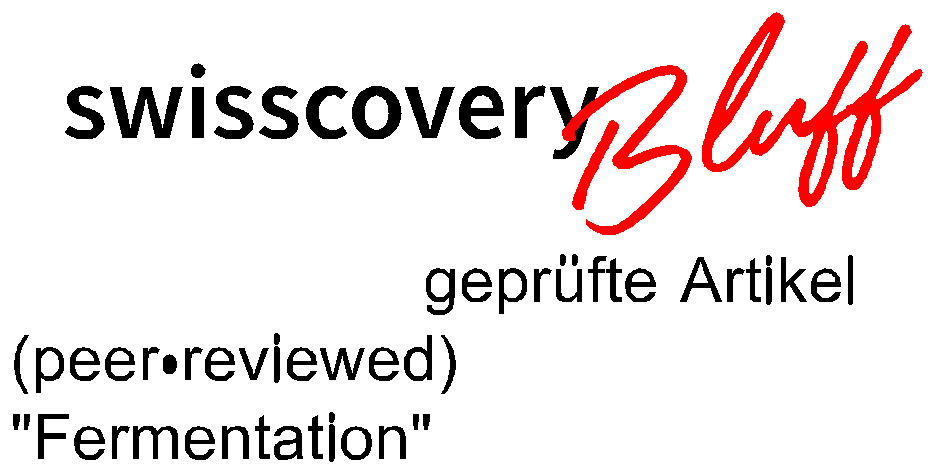 swisscovery Bluff
geprüfte Artikel
(peer•reviewed)
"Fermentation"